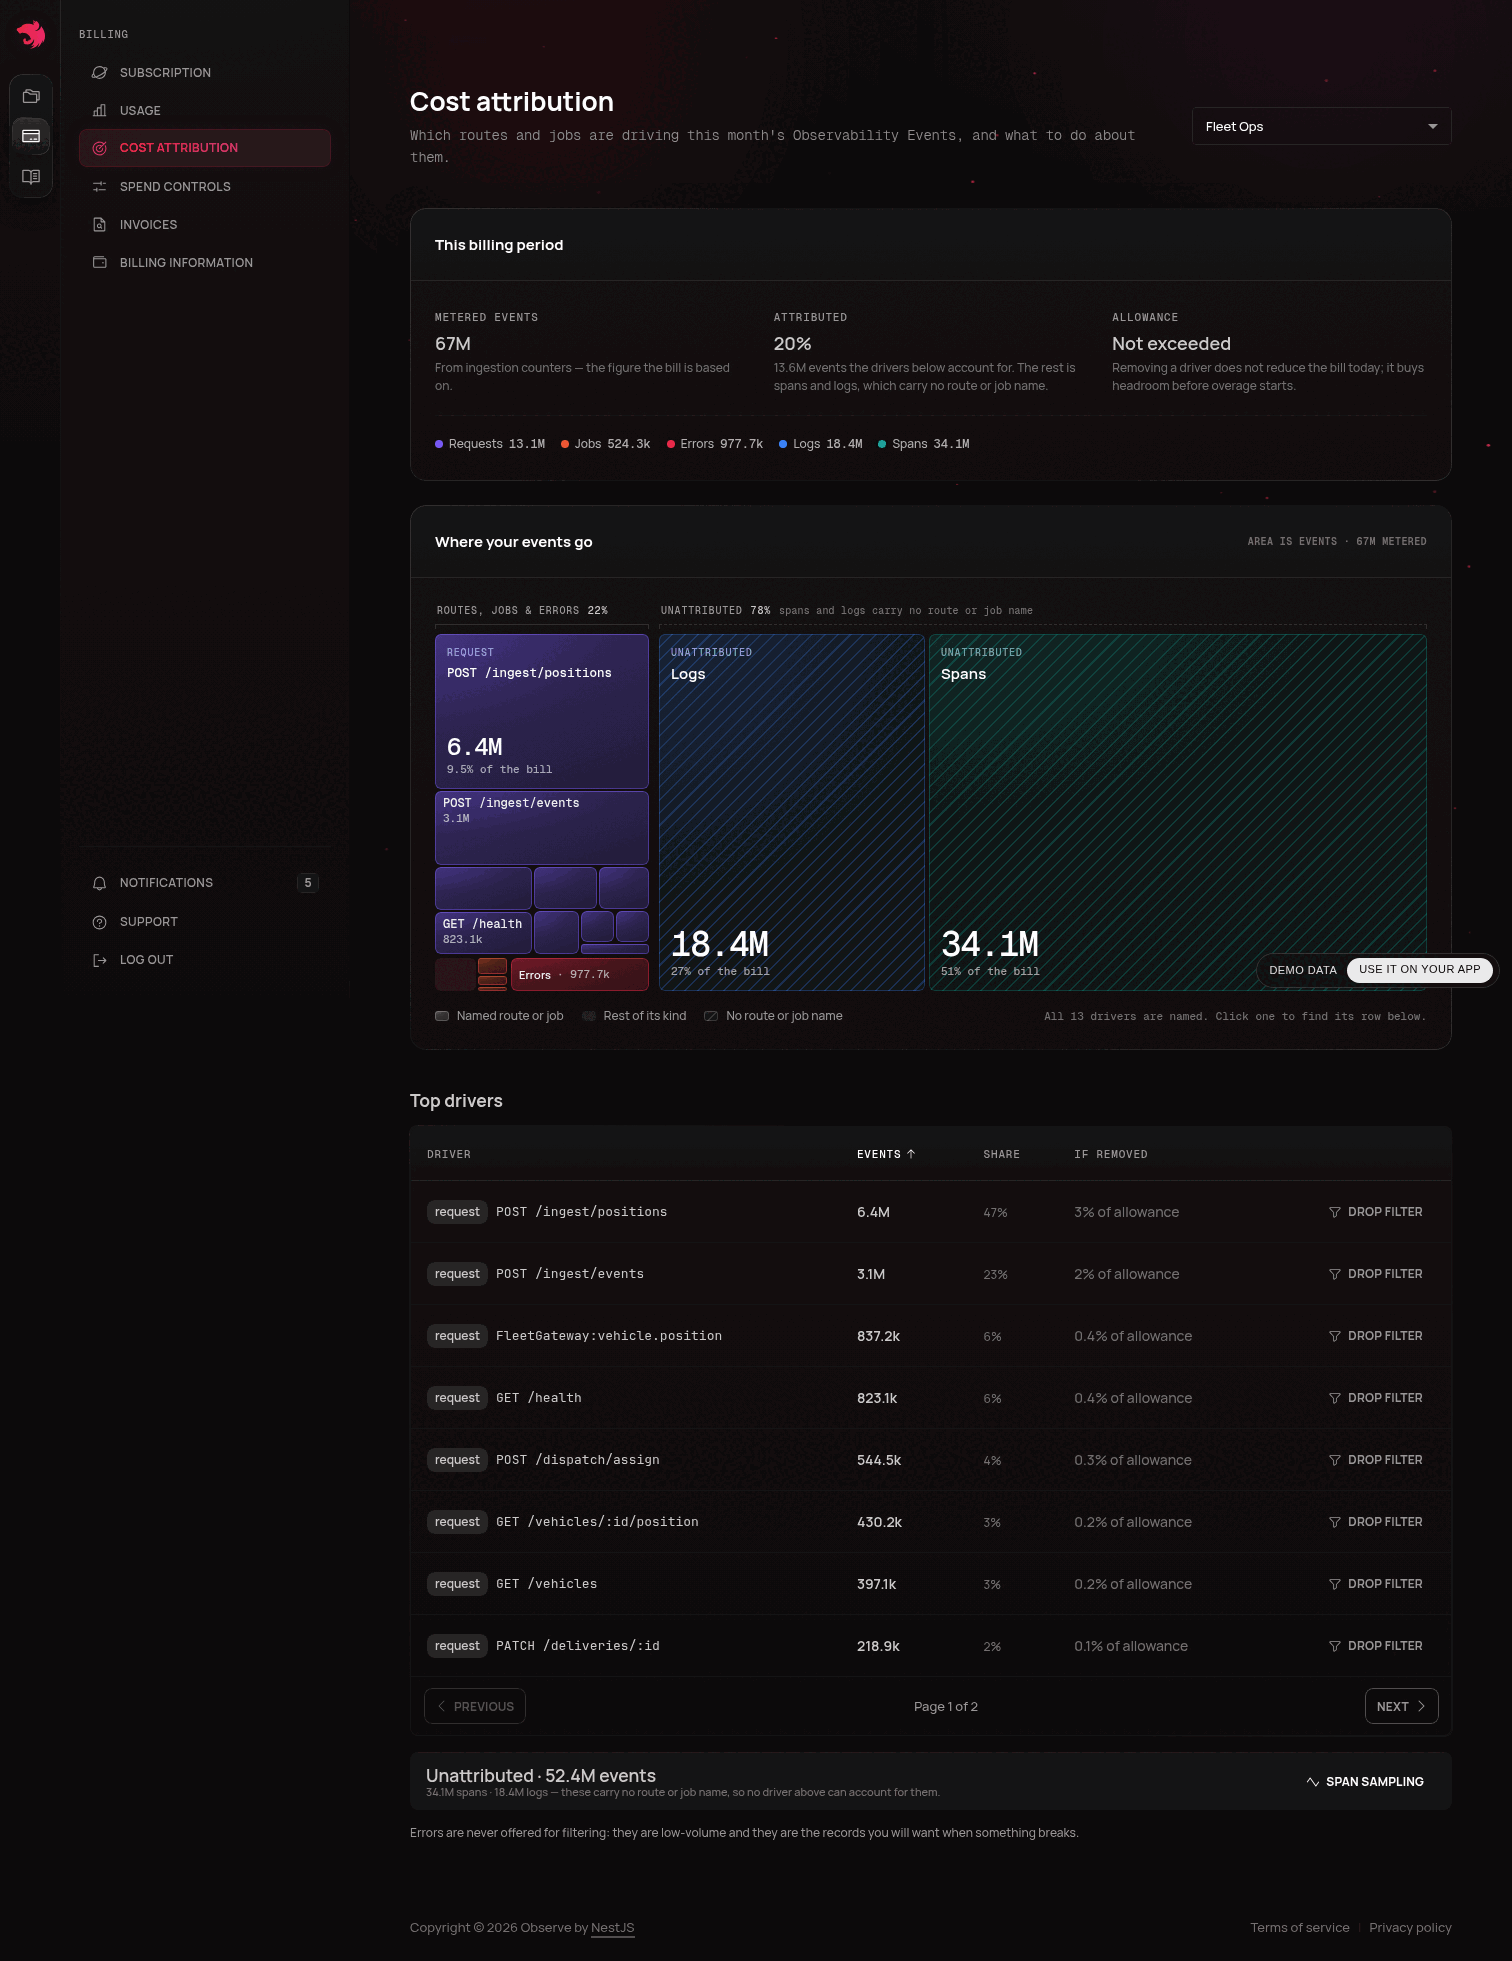 BILLING
SUBSCRIPTION
USAGE
COST ATTRIBUTION
SPEND CONTROLS
INVOICES
BILLING INFORMATION
NOTIFICATIONS 5
SUPPORT
LOG OUT
Cost attribution
Which routes and jobs are driving this month's Observability Events, and what to do about
them.
Fleet Ops
This billing period
METERED EVENTS
67M
From ingestion counters — the figure the bill is based
on.
ATTRIBUTED
20%
13.6M events the drivers below account for. The rest is
spans and logs, which carry no route or job name.
ALLOWANCE
Not exceeded
Removing a driver does not reduce the bill today; it buys
headroom before overage starts.
Requests 13.1M Jobs 524.3k Errors 977.7k Logs 18.4M Spans 34.1M
Where your events go
AREA IS EVENTS · 67M METERED
ROUTES, JOBS & ERRORS 22%
UNATTRIBUTED 78% spans and logs carry no route or job name
REQUEST
POST /ingest/positions
6.4M
9.5% of the bill
POST /ingest/events
3.1M
GET /health
823.1k
Errors · 977.7k
UNATTRIBUTED
Logs
18.4M
27% of the bill
UNATTRIBUTED
Spans
34.1M
51% of the bill
DEMO DATA USE IT ON YOUR APP
Named route or job Rest of its kind No route or job name
All 13 drivers are named. Click one to find its row below.
Top drivers
DRIVER EVENTS ↑ SHARE IF REMOVED
request POST /ingest/positions 6.4M 47% 3% of allowance DROP FILTER
request POST /ingest/events 3.1M 23% 2% of allowance DROP FILTER
request FleetGateway:vehicle.position 837.2k 6% 0.4% of allowance DROP FILTER
request GET /health 823.1k 6% 0.4% of allowance DROP FILTER
request POST /dispatch/assign 544.5k 4% 0.3% of allowance DROP FILTER
request GET /vehicles/:id/position 430.2k 3% 0.2% of allowance DROP FILTER
request GET /vehicles 397.1k 3% 0.2% of allowance DROP FILTER
request PATCH /deliveries/:id 218.9k 2% 0.1% of allowance DROP FILTER
PREVIOUS Page 1 of 2 NEXT
Unattributed · 52.4M events
34.1M spans · 18.4M logs — these carry no route or job name, so no driver above can account for them.
SPAN SAMPLING
Errors are never offered for filtering: they are low-volume and they are the records you will want when something breaks.
Copyright © 2026 Observe by NestJS
Terms of service | Privacy policy